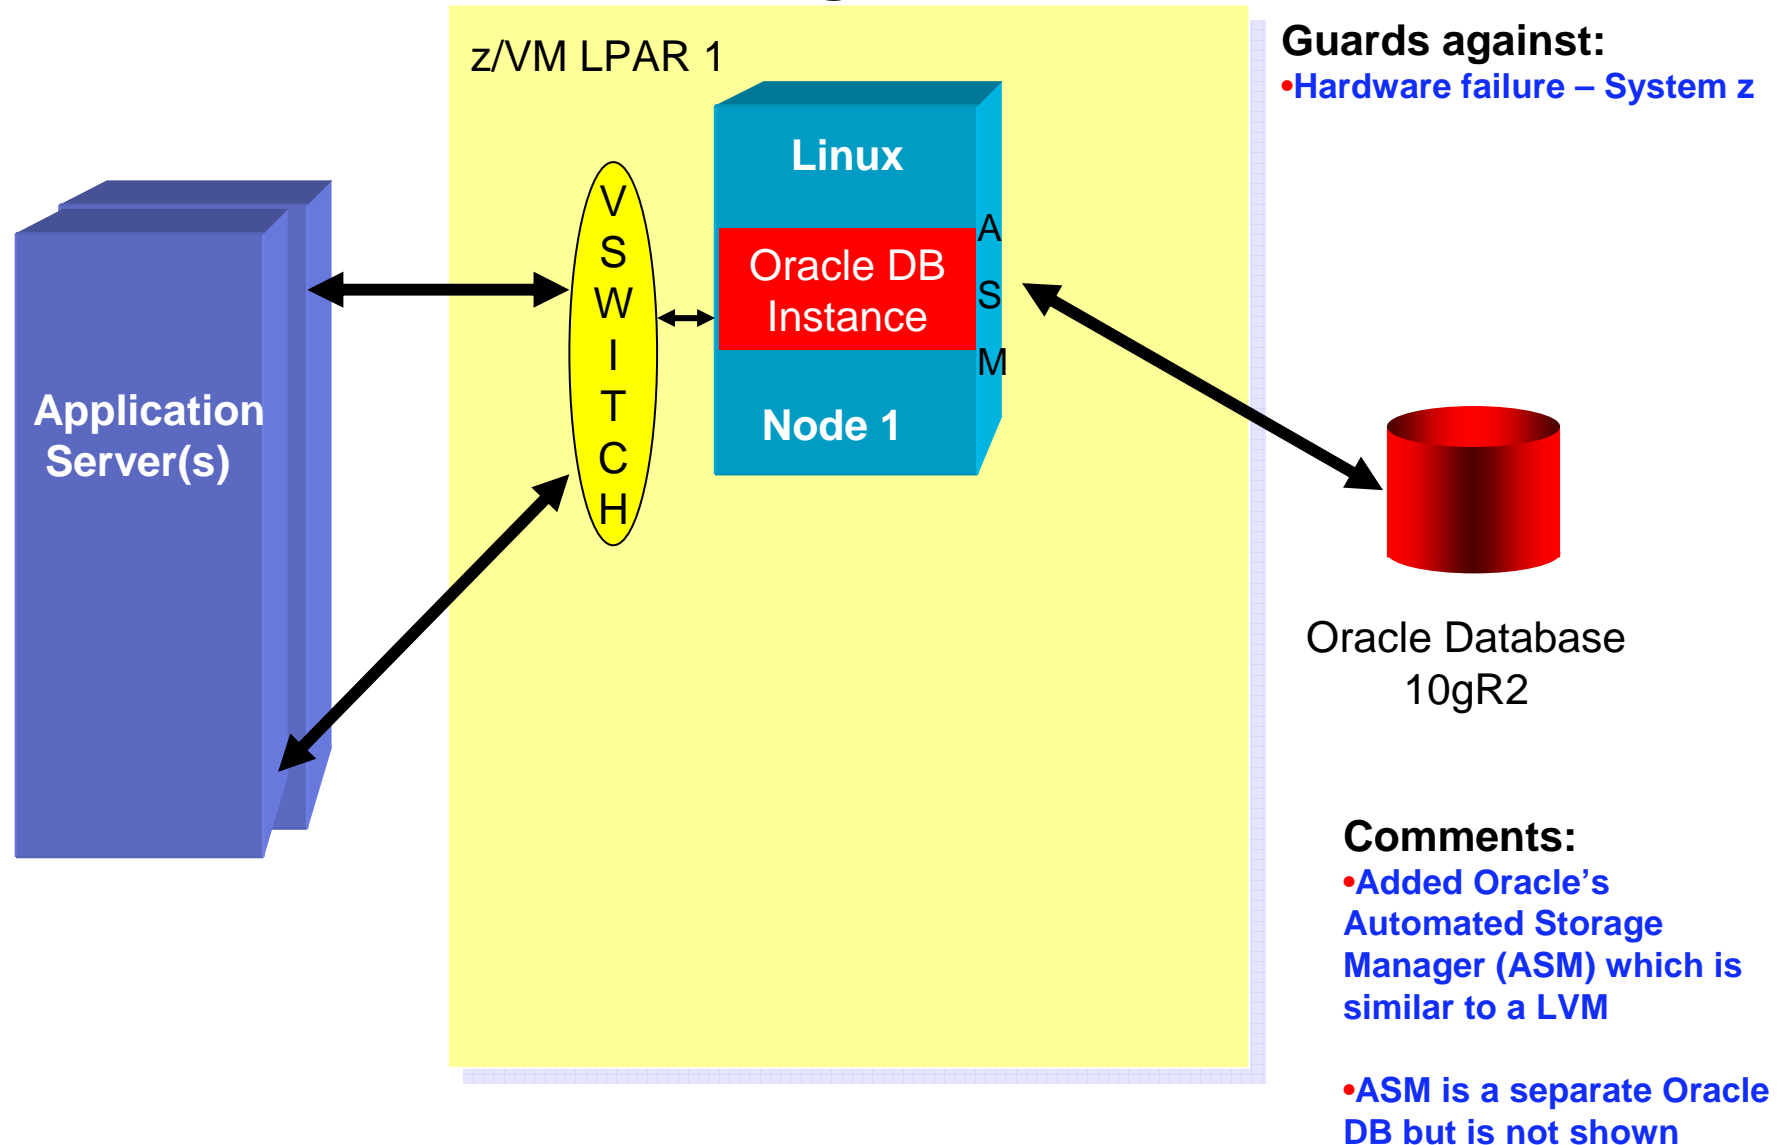 z/VM LPAR 1
Guards against:
•Hardware failure – System z
Linux
V
S
W
I
T
C
H
Oracle DB
Instance
A
S
M
Node 1
Application
Server(s)
Oracle Database
10gR2
Comments:
•Added Oracle’s
Automated Storage
Manager (ASM) which is
similar to a LVM
•ASM is a separate Oracle
DB but is not shown